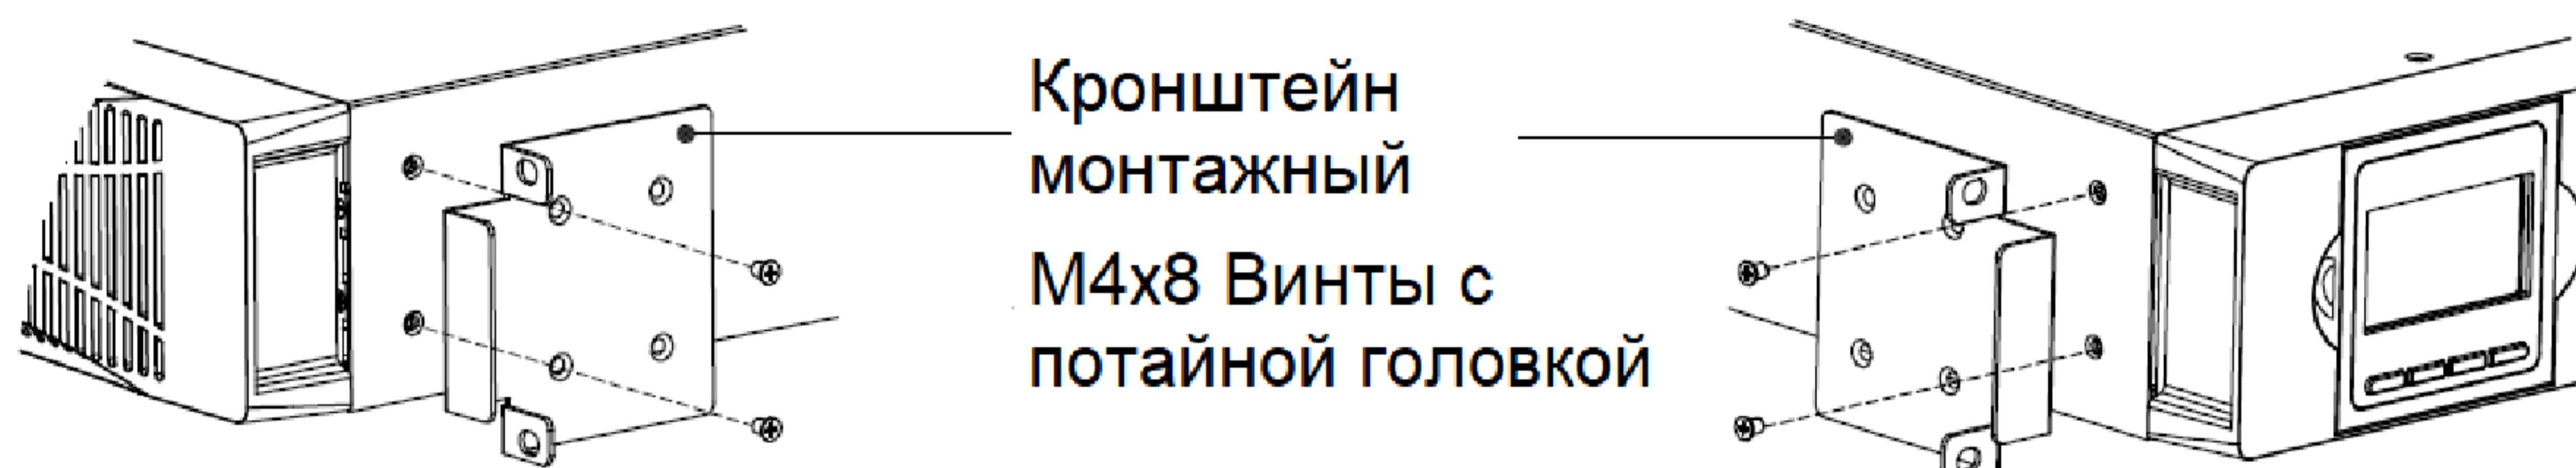 Кронштейн
монтажный
M4x8 Винты с
потайной головкой